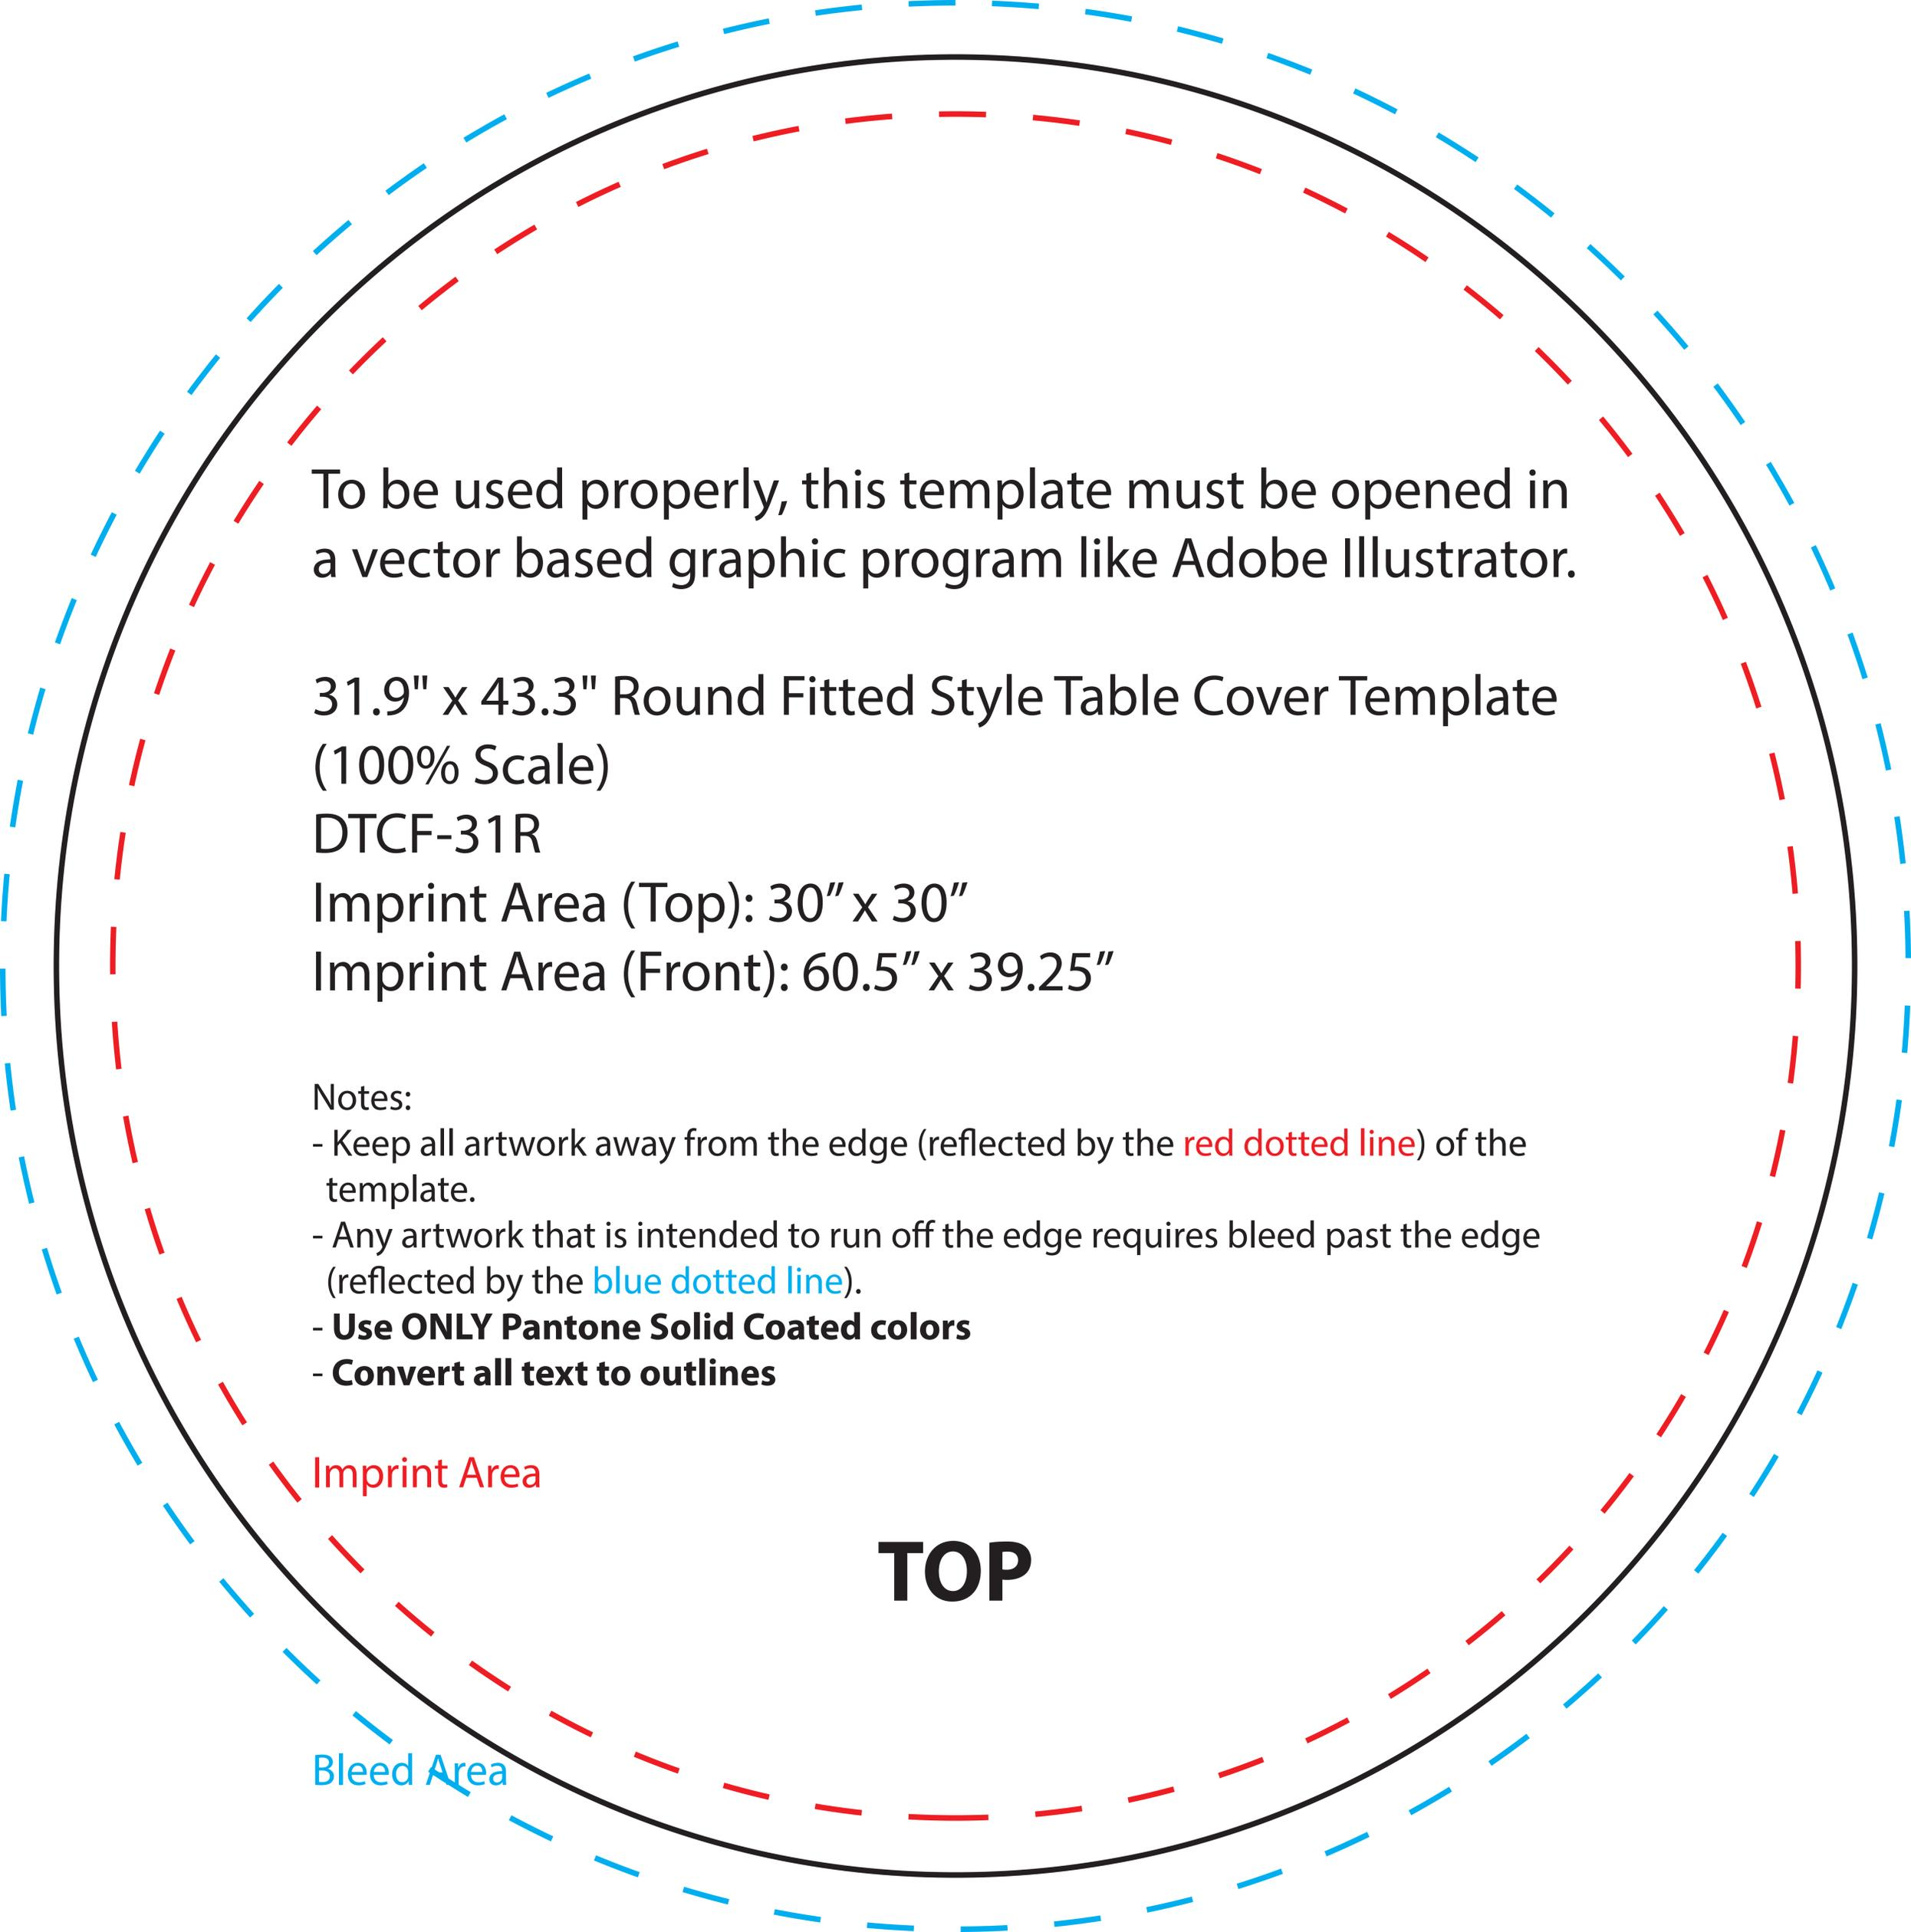 To be used properly, this template must be opened in
a vector based graphic program like Adobe Illustrator.
31.9" x 43.3" Round Fitted Style Table Cover Template
(100% Scale)
DTCF-31R
Imprint Area (Top): 30” x 30”
Imprint Area (Front): 60.5” x 39.25”
Notes:
- Keep all artwork away from the edge (reflected by the red dotted line) of the
template.
- Any artwork that is intended to run off the edge requires bleed past the edge
(reflected by the blue dotted line).
- Use ONLY Pantone Solid Coated colors
- Convert all text to outlines
Imprint Area
TOP
Bleed Area